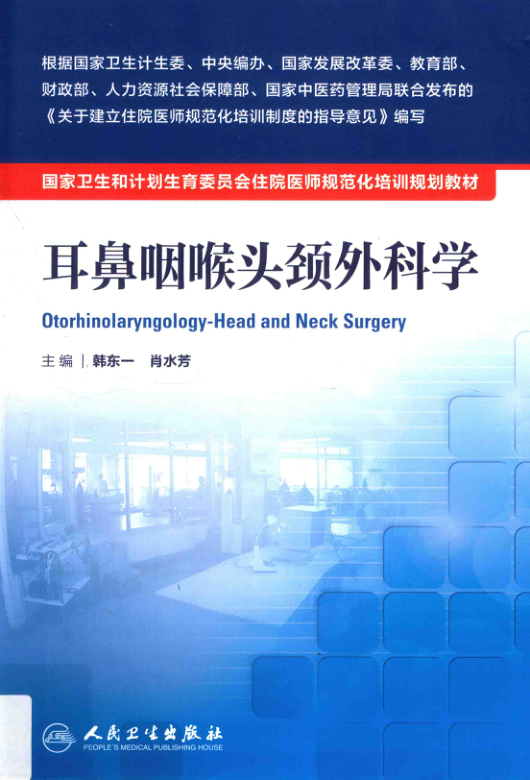 根据国家卫生计生委、中央编办、国家发展改革委、教育部、
财政部、人力资源社会保障部、国家中医药管理局联合发布的
《关于建立住院医师规范化培训制度的指导意见》编写
国家卫生和计划生育委员会住院医师规范化培训规划教材
耳鼻咽喉头颈外科学
Otorhinolaryngology-Head and Neck Surgery
主编 | 韩东一 肖水芳
人民卫生出版社
PEOPLE'S MEDICAL PUBLISHING HOUSE